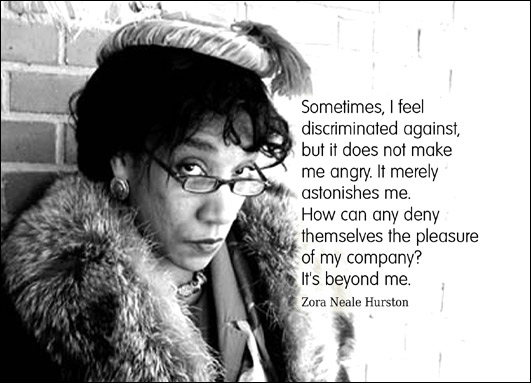 Sometimes, I feel
discriminated against,
but it does not make
me angry. It merely
astonishes me.
How can any deny
themselves the pleasure
of my company?
It's beyond me.
Zora Neale Hurston